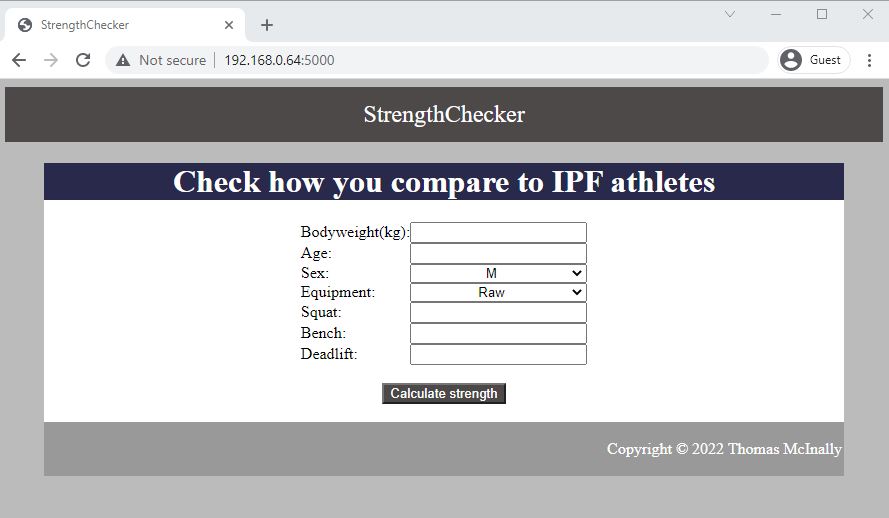 StrengthChecker
Not secure 192.168.0.64:5000
Guest
StrengthChecker
Check how you compare to IPF athletes
Bodyweight(kg):
Age:
Sex: M
Equipment: Raw
Squat:
Bench:
Deadlift:
Calculate strength
Copyright © 2022 Thomas McInally